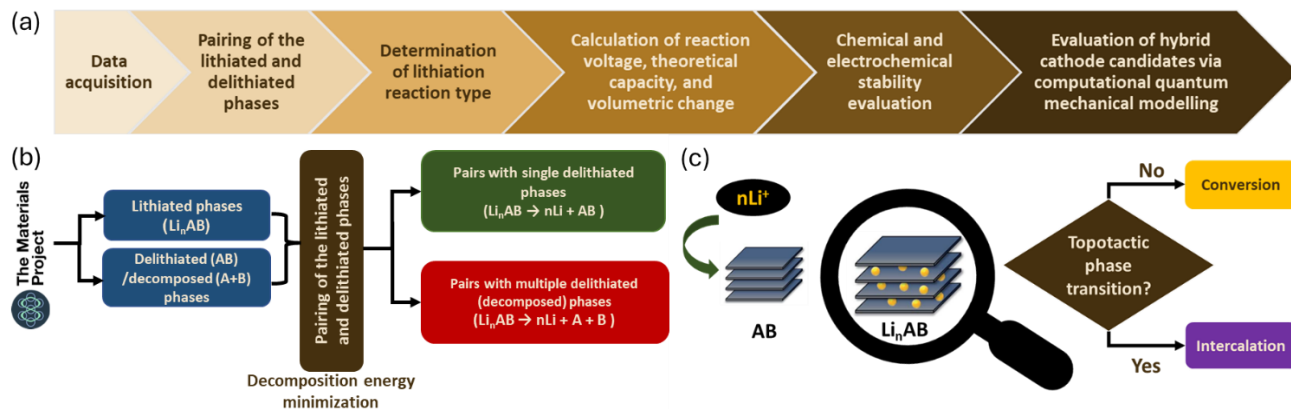 (a)
Data
acquisition
Pairing of the
lithiated and
delithiated
phases
Determination
of lithiation
reaction type
Calculation of reaction
voltage, theoretical
capacity, and
volumetric change
Chemical and
electrochemical
stability
evaluation
Evaluation of hybrid
cathode candidates via
computational quantum
mechanical modelling
(b)
The Materials
Project
Lithiated phases
(LiₙAB)
Delithiated (AB)
/decomposed (A+B)
phases
Pairing of the lithiated
and delithiated phases
Decomposition energy
minimization
Pairs with single delithiated
phases
(LiₙAB → nLi + AB )
Pairs with multiple delithiated
(decomposed) phases
(LiₙAB → nLi + A + B )
(c)
nLi⁺
AB
LiₙAB
Topotactic
phase
transition?
No
Conversion
Yes
Intercalation